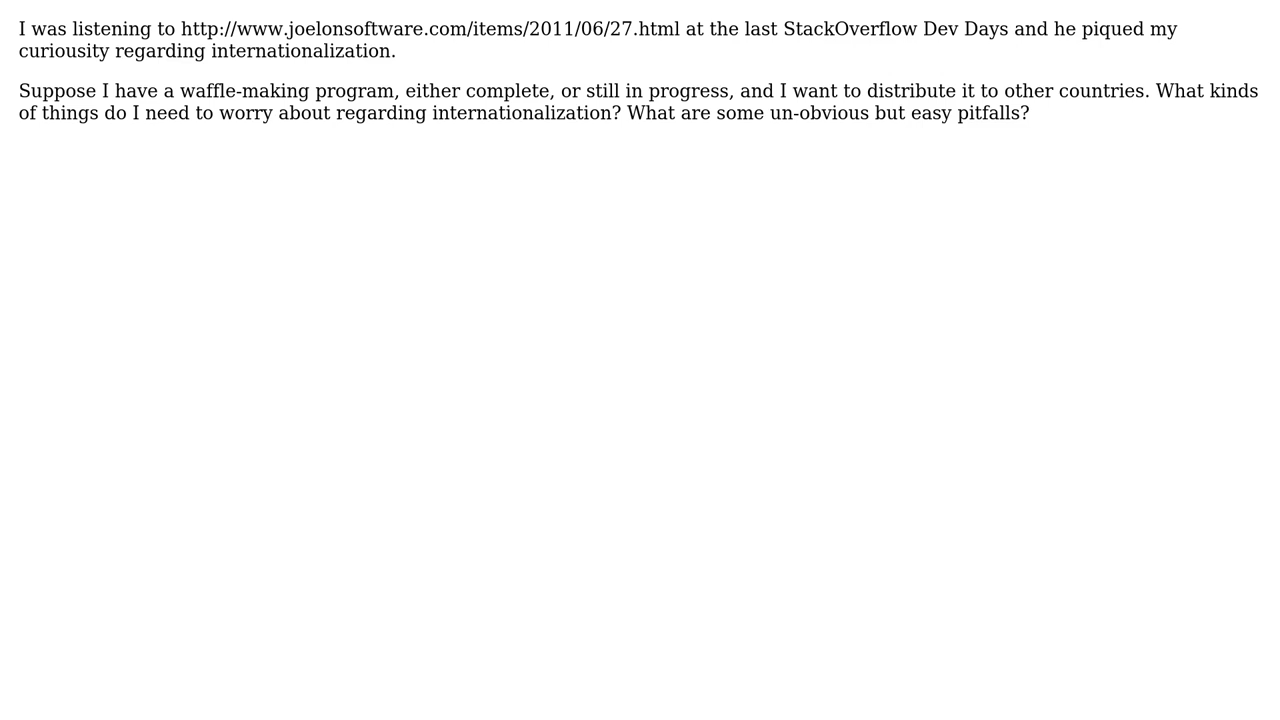 I was listening to http://www.joelonsoftware.com/items/2011/06/27.html at the last StackOverflow Dev Days and he piqued my
curiousity regarding internationalization.
Suppose I have a waffle-making program, either complete, or still in progress, and I want to distribute it to other countries. What kinds
of things do I need to worry about regarding internationalization? What are some un-obvious but easy pitfalls?